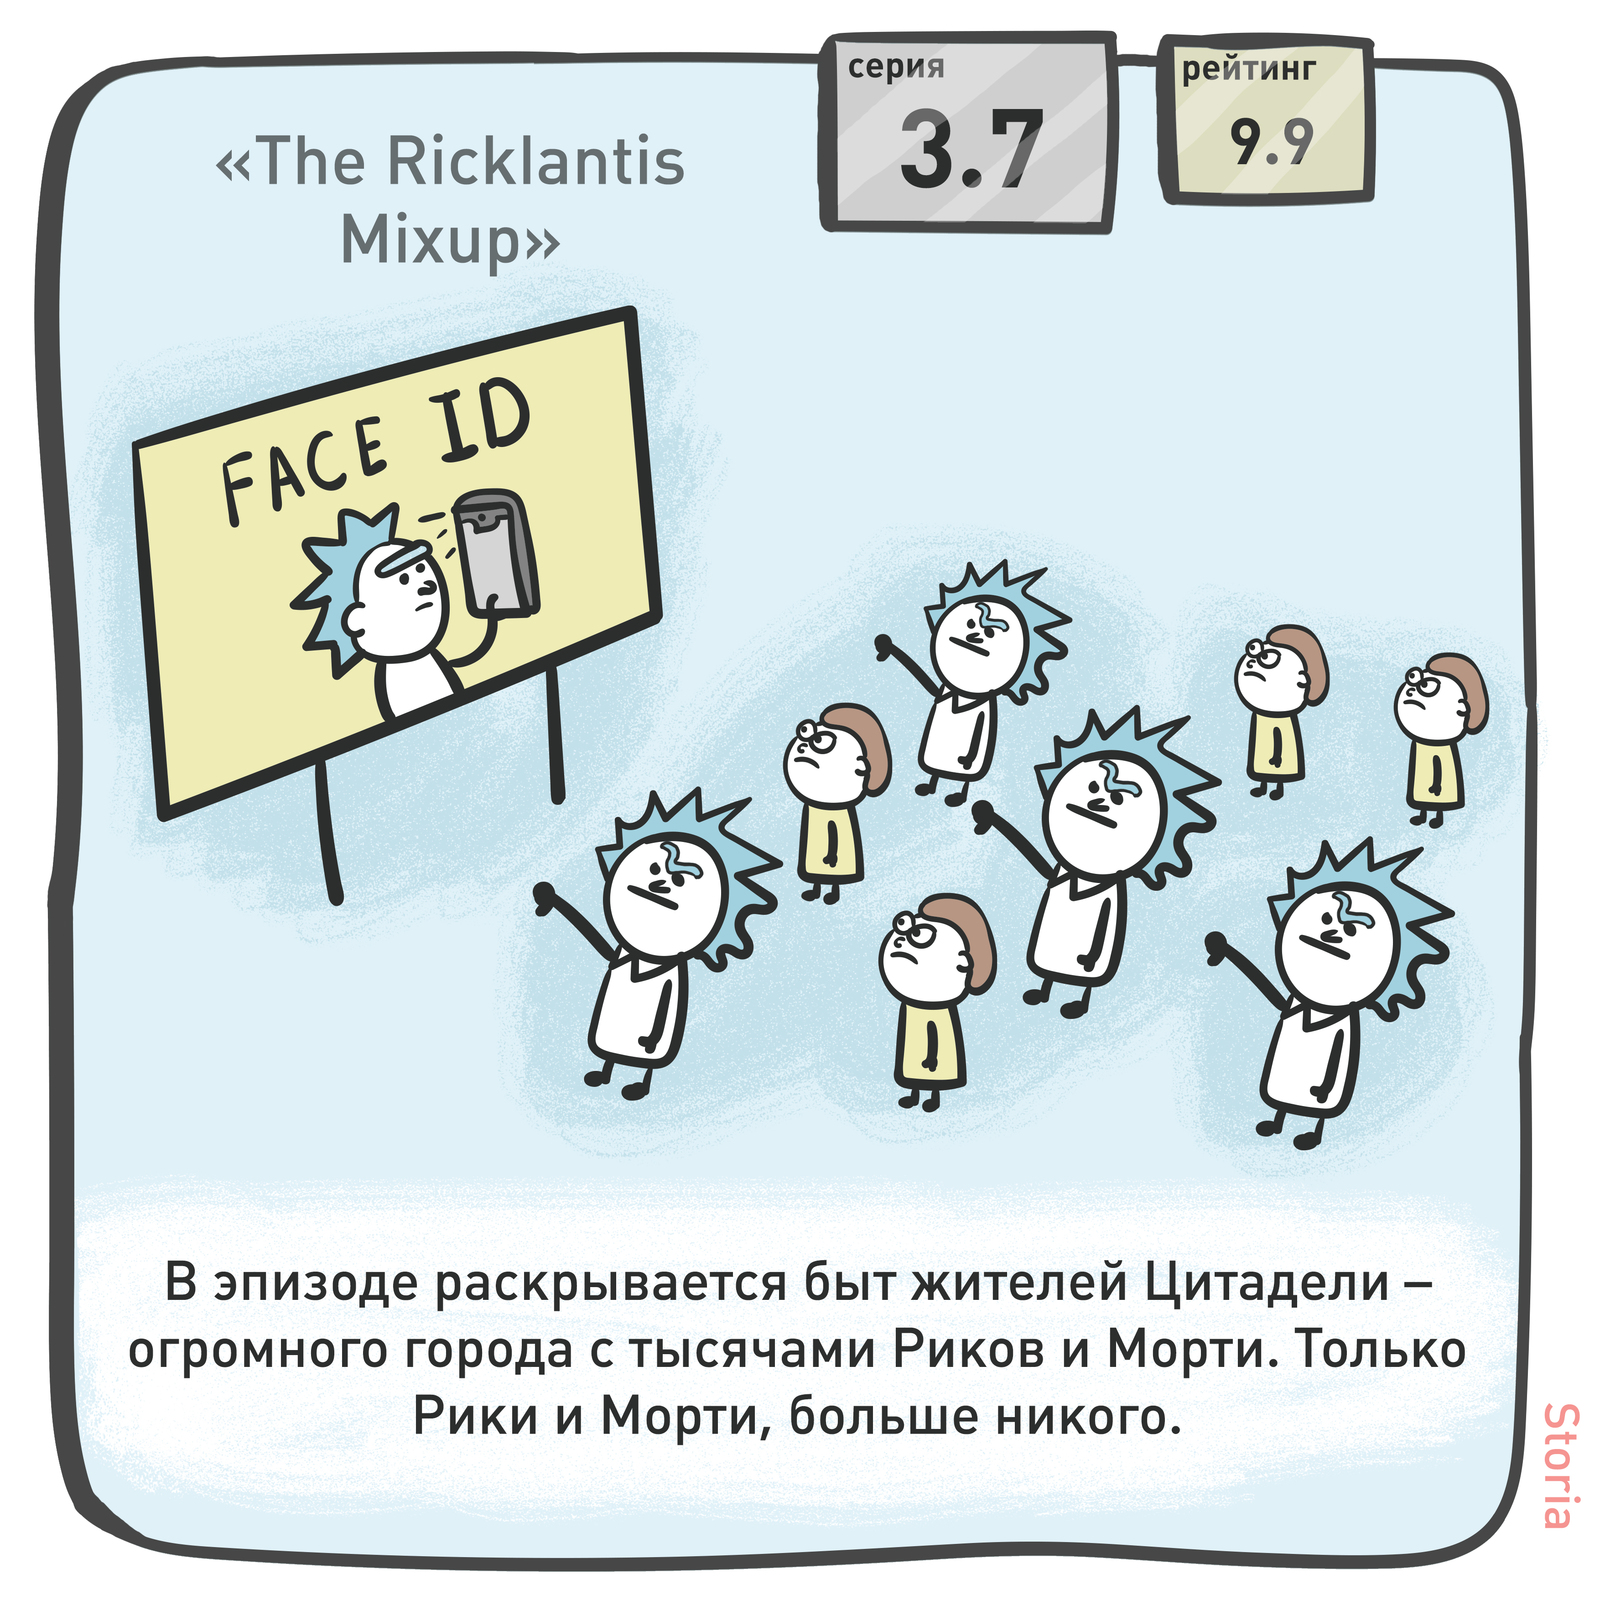 «The Ricklantis
Mixup»
серия
3.7
рейтинг
9.9
FACE ID
В эпизоде раскрывается быт жителей Цитадели –
огромного города с тысячами Риков и Морти. Только
Рики и Морти, больше никого.
Storia